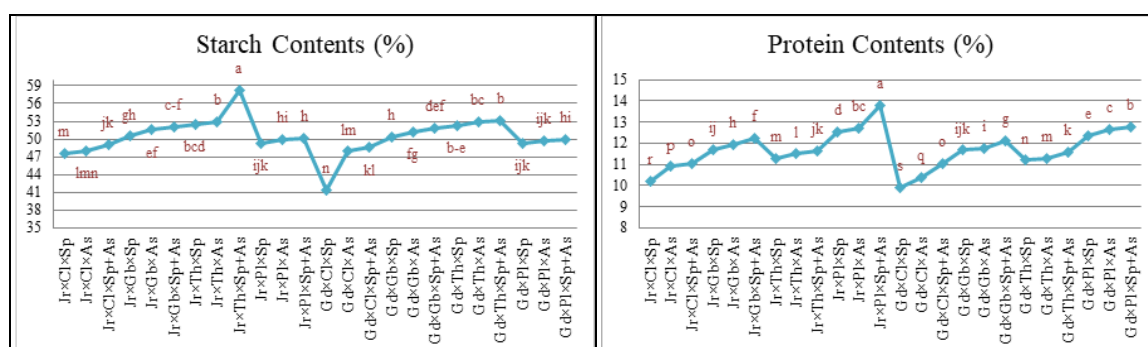 Starch Contents (%)
59
56
53
50
47
44
41
38
35
m
lmn
jk
gh
ef
c-f
bcd
b
a
ijk
hi
h
n
lm
kl
h
fg
def
b-e
bc
b
ijk
ijk
hi
Jr×Cl×Sp
Jr×Cl×As
Jr×Cl×Sp+As
Jr×Gb×Sp
Jr×Gb×As
Jr×Gb×Sp+As
Jr×Th×Sp
Jr×Th×As
Jr×Th×Sp+As
Jr×Pl×Sp
Jr×Pl×As
Jr×Pl×Sp+As
Gd×Cl×Sp
Gd×Cl×As
Gd×Cl×Sp+As
Gd×Gb×Sp
Gd×Gb×As
Gd×Gb×Sp+As
Gd×Th×Sp
Gd×Th×As
Gd×Th×Sp+As
Gd×Pl×Sp
Gd×Pl×As
Gd×Pl×Sp+As
Protein Contents (%)
15
14
13
12
11
10
9
8
r
p
o
ij
h
f
m
l
jk
d
bc
a
s
q
o
ijk
i
g
n
m
k
e
c
b
Jr×Cl×Sp
Jr×Cl×As
Jr×Cl×Sp+As
Jr×Gb×Sp
Jr×Gb×As
Jr×Gb×Sp+As
Jr×Th×Sp
Jr×Th×As
Jr×Th×Sp+As
Jr×Pl×Sp
Jr×Pl×As
Jr×Pl×Sp+As
Gd×Cl×Sp
Gd×Cl×As
Gd×Cl×Sp+As
Gd×Gb×Sp
Gd×Gb×As
Gd×Gb×Sp+As
Gd×Th×Sp
Gd×Th×As
Gd×Th×Sp+As
Gd×Pl×Sp
Gd×Pl×As
Gd×Pl×Sp+As